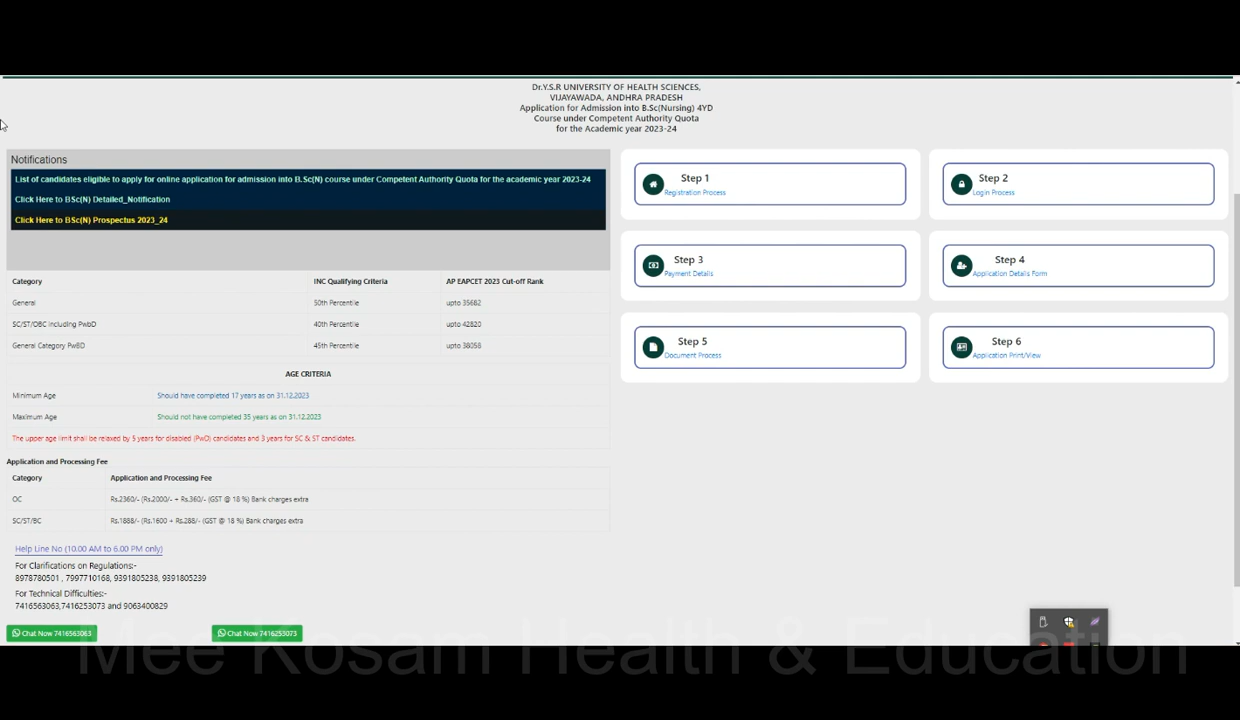 Dr.Y.S.R UNIVERSITY OF HEALTH SCIENCES,
VIJAYAWADA, ANDHRA PRADESH
Application for Admission into B.Sc(Nursing) 4YD
Course under Competent Authority Quota
for the Academic year 2023-24
Notifications
List of candidates eligible to apply for online application for admission into B.Sc(N) course under Competent Authority Quota for the academic year 2023-24
Click Here to BSc(N) Detailed_Notification
Click Here to BSc(N) Prospectus 2023_24
Category INC Qualifying Criteria AP EAPCET 2023 Cut-off Rank
General 50th Percentile upto 35682
SC/ST/OBC including PwbD 40th Percentile upto 42820
General Category PwBD 45th Percentile upto 38058
AGE CRITERIA
Minimum Age Should have completed 17 years as on 31.12.2023
Maximum Age Should not have completed 35 years as on 31.12.2023
The upper age limit shall be relaxed by 5 years for disabled (PwD) candidates and 3 years for SC & ST candidates.
Application and Processing Fee
Category Application and Processing Fee
OC Rs.2360/- (Rs.2000/- + Rs.360/- (GST @ 18 %) Bank charges extra
SC/ST/BC Rs.1888/- (Rs.1600 + Rs.288/- (GST @ 18 %) Bank charges extra
Help Line No (10.00 AM to 6.00 PM only)
For Clarifications on Regulations:-
8978780501 , 7997710168, 9391805238, 9391805239
For Technical Difficulties:-
7416563063,7416253073 and 9063400829
Chat Now 7416563063 Chat Now 7416253073
Step 1
Registration Process
Step 2
Login Process
Step 3
Payment Details
Step 4
Application Details Form
Step 5
Document Process
Step 6
Application Print/View
Mee Kosam Health & Education